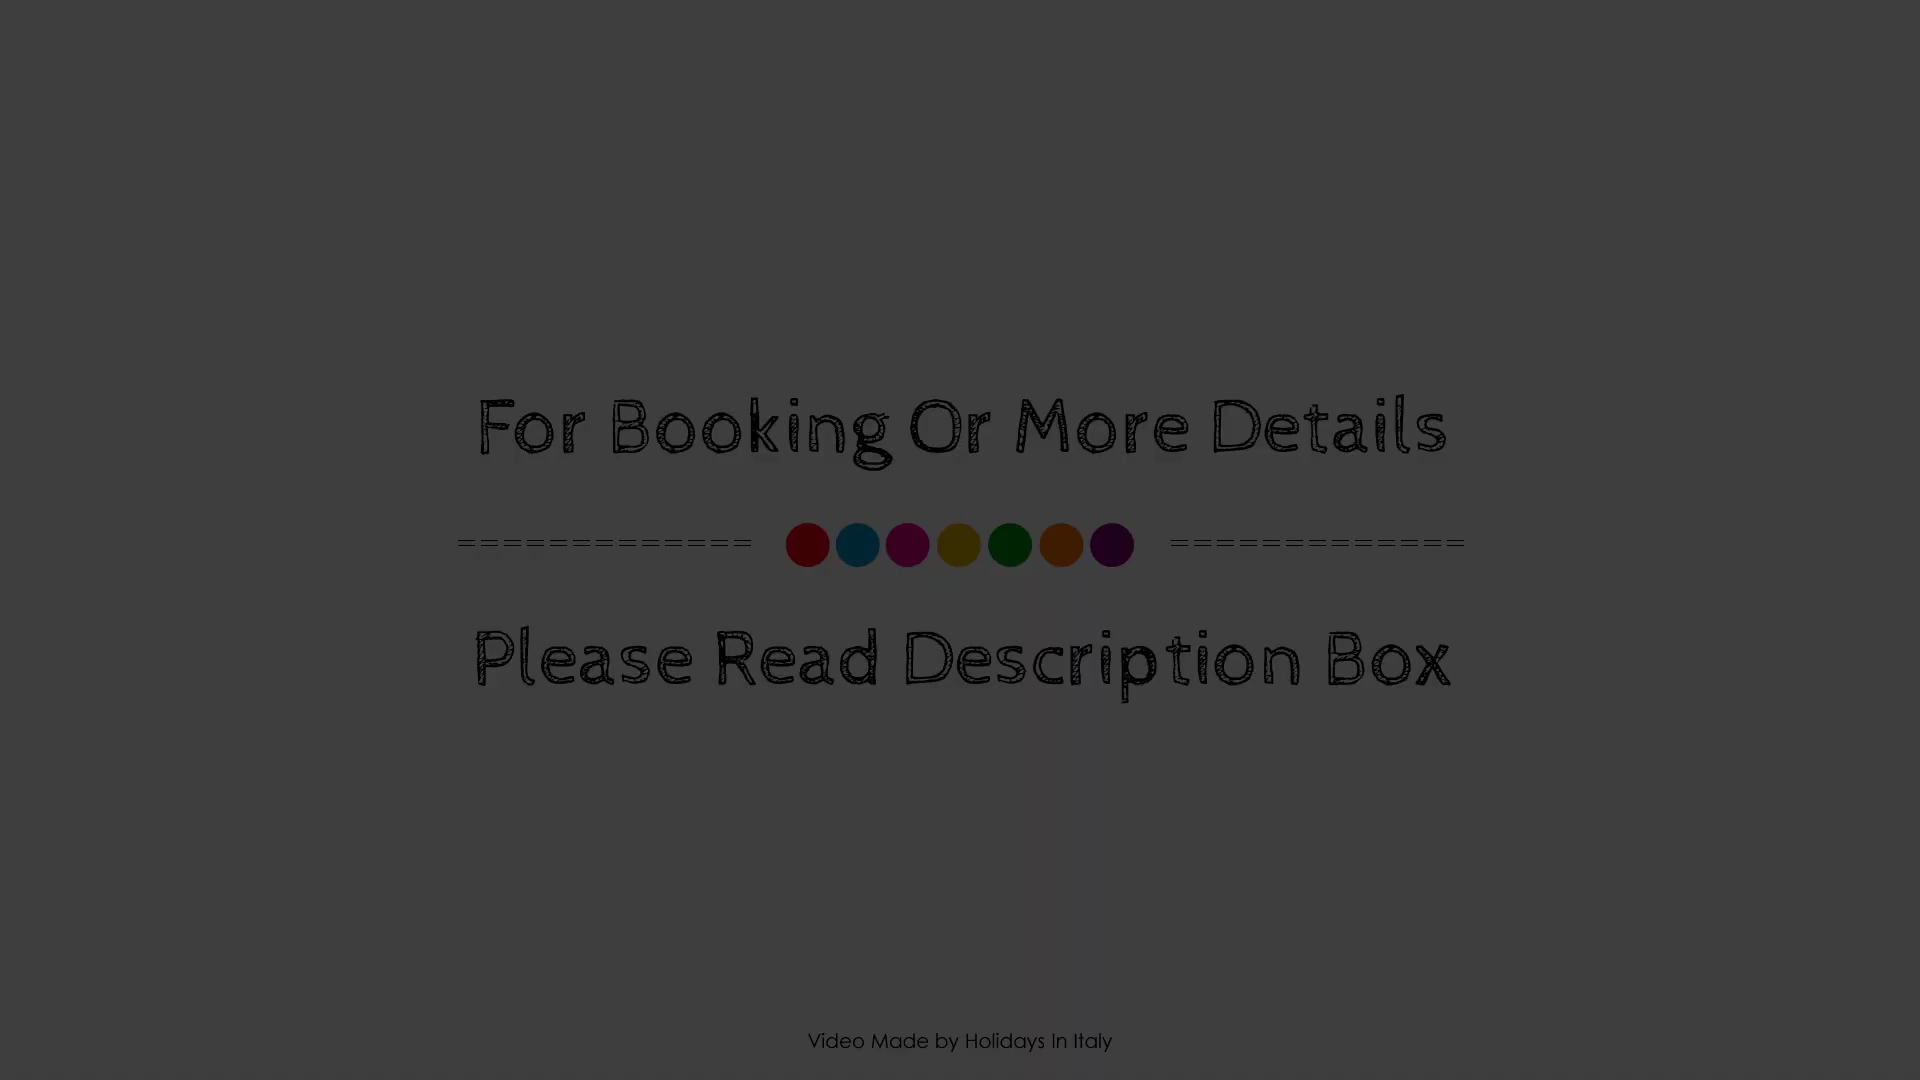 For Booking Or More Details
============= =============
Please Read Description Box
Video Made by Holidays In Italy